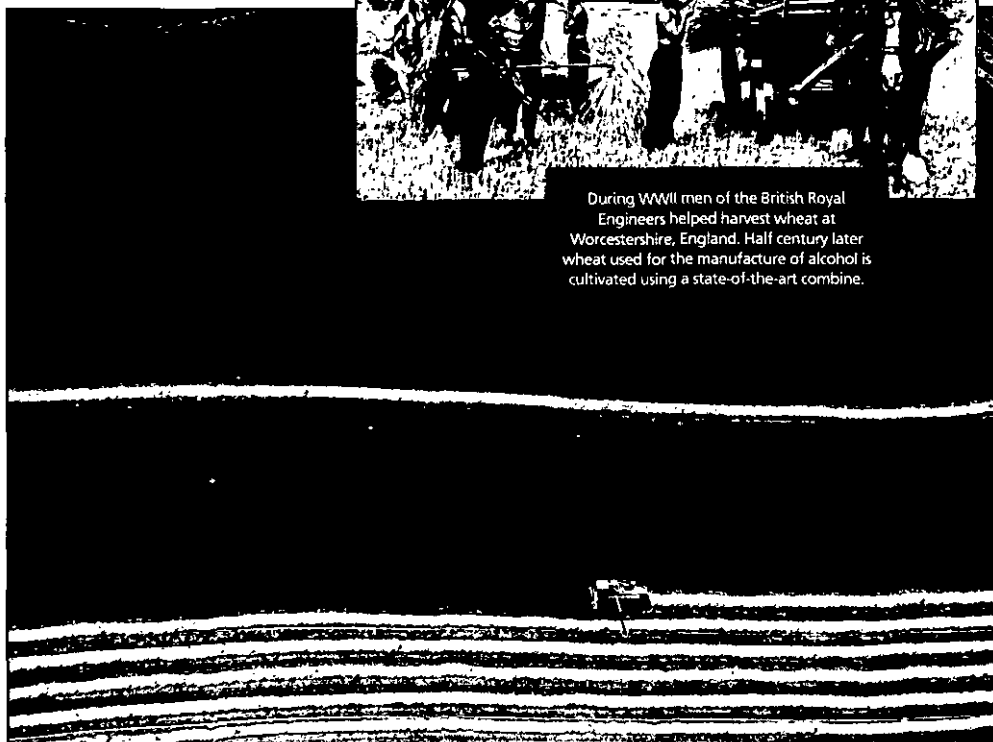 During WWII men of the British Royal
Engineers helped harvest wheat at
Worcestershire, England. Half century later
wheat used for the manufacture of alcohol is
cultivated using a state-of-the-art combine.